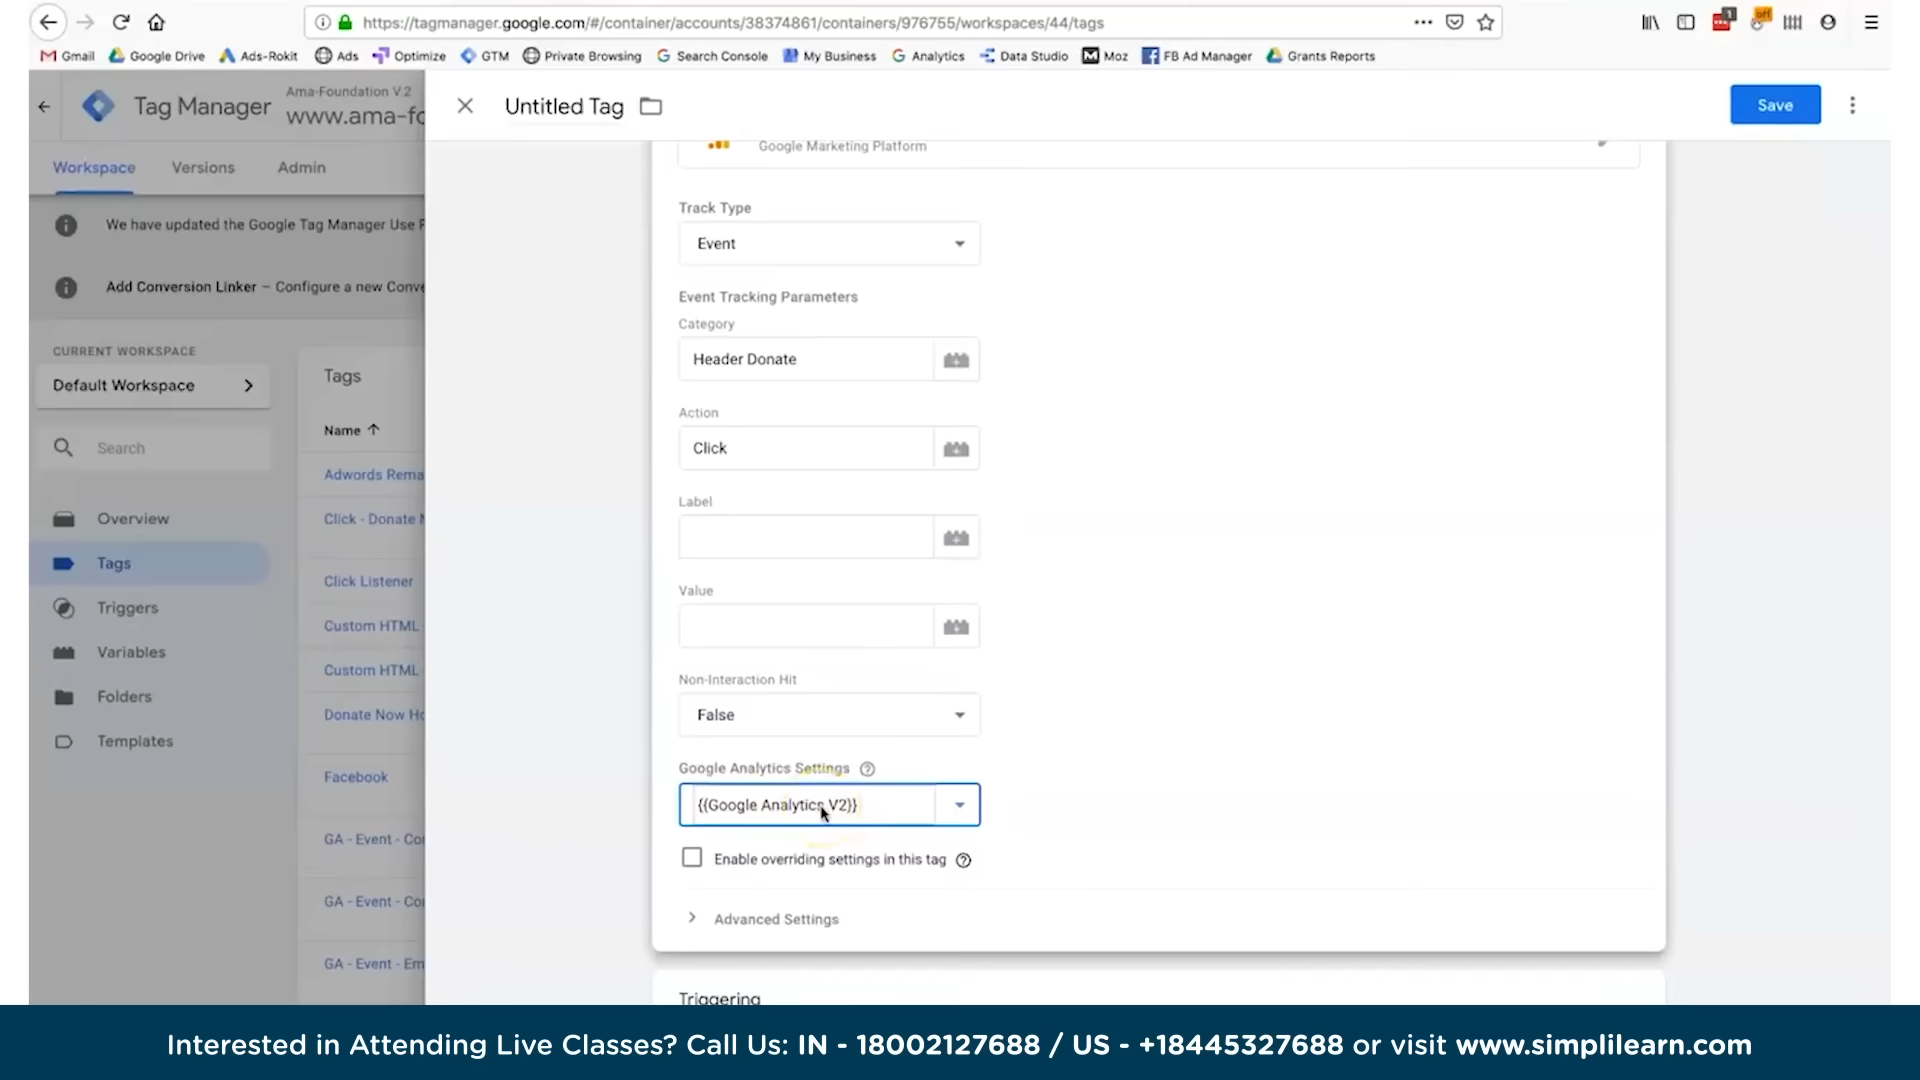 https://tagmanager.google.com/#/container/accounts/38374861/containers/976755/workspaces/44/tags
1
off
Gmail Google Drive Ads-Rokit Ads Optimize GTM Private Browsing Search Console My Business Analytics Data Studio Moz FB Ad Manager Grants Reports
Tag Manager
Ama-Foundation V.2
www.ama-fo
Untitled Tag
Save
Workspace Versions Admin
We have updated the Google Tag Manager Use P
Add Conversion Linker – Configure a new Conve
CURRENT WORKSPACE
Default Workspace
Search
Overview
Tags
Triggers
Variables
Folders
Templates
Tags
Name
Adwords Rema
Click - Donate N
Click Listener
Custom HTML
Custom HTML
Donate Now Ho
Facebook
GA - Event - Con
GA - Event - Con
GA - Event - Em
Google Marketing Platform
Track Type
Event
Event Tracking Parameters
Category
Header Donate
Action
Click
Label
Value
Non-Interaction Hit
False
Google Analytics Settings
{{Google Analytics V2}}
Enable overriding settings in this tag
Advanced Settings
Triggering
Interested in Attending Live Classes? Call Us: IN - 18002127688 / US - +18445327688 or visit www.simplilearn.com